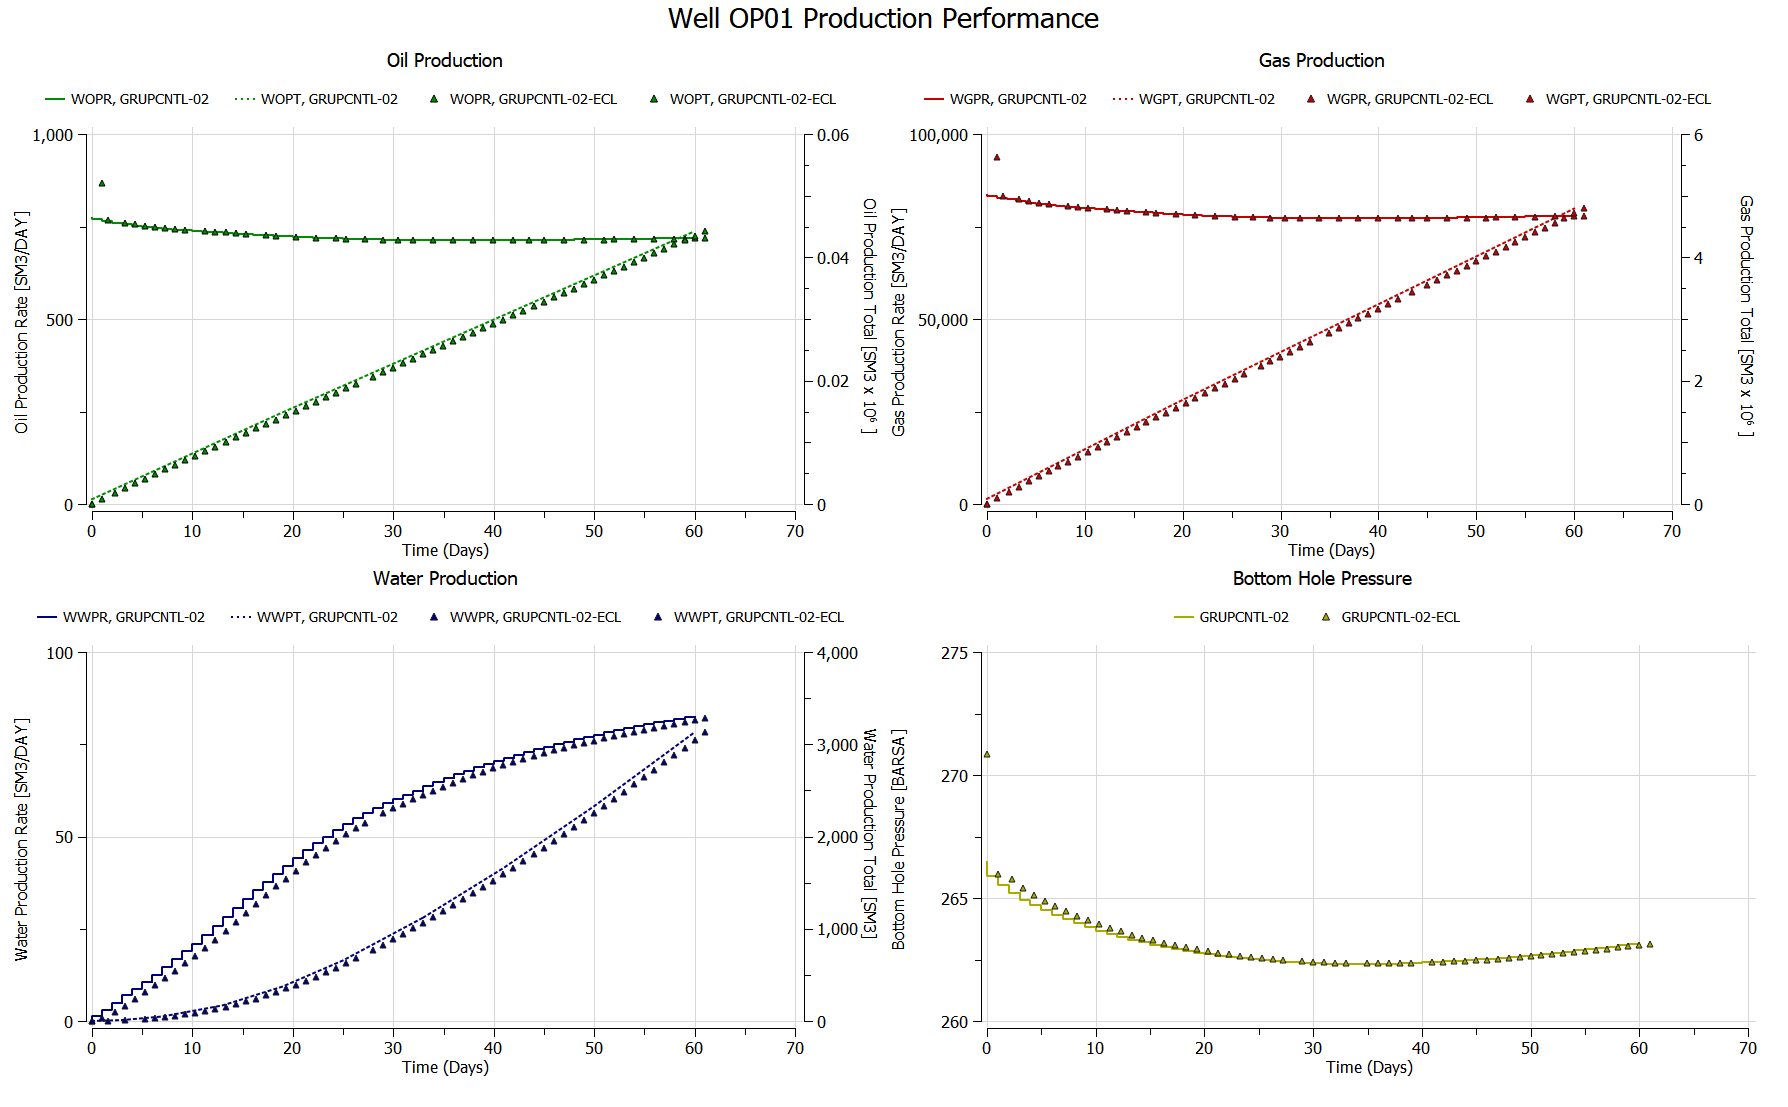 Well OP01 Production Performance
Oil Production
WOPR, GRUPCNTL-02 WOPT, GRUPCNTL-02 WOPR, GRUPCNTL-02-ECL WOPT, GRUPCNTL-02-ECL
1,000
500
0
Oil Production Rate [SM3/DAY]
0.06
0.04
0.02
0
Oil Production Total [SM3 x 10⁶ ]
0 10 20 30 40 50 60 70
Time (Days)
Gas Production
WGPR, GRUPCNTL-02 WGPT, GRUPCNTL-02 WGPR, GRUPCNTL-02-ECL WGPT, GRUPCNTL-02-ECL
100,000
50,000
0
Gas Production Rate [SM3/DAY]
6
4
2
0
Gas Production Total [SM3 x 10⁶ ]
0 10 20 30 40 50 60 70
Time (Days)
Water Production
WWPR, GRUPCNTL-02 WWPT, GRUPCNTL-02 WWPR, GRUPCNTL-02-ECL WWPT, GRUPCNTL-02-ECL
100
50
0
Water Production Rate [SM3/DAY]
4,000
3,000
2,000
1,000
0
Water Production Total [SM3]
0 10 20 30 40 50 60 70
Time (Days)
Bottom Hole Pressure
GRUPCNTL-02 GRUPCNTL-02-ECL
275
270
265
260
Bottom Hole Pressure [BARSA]
0 10 20 30 40 50 60 70
Time (Days)